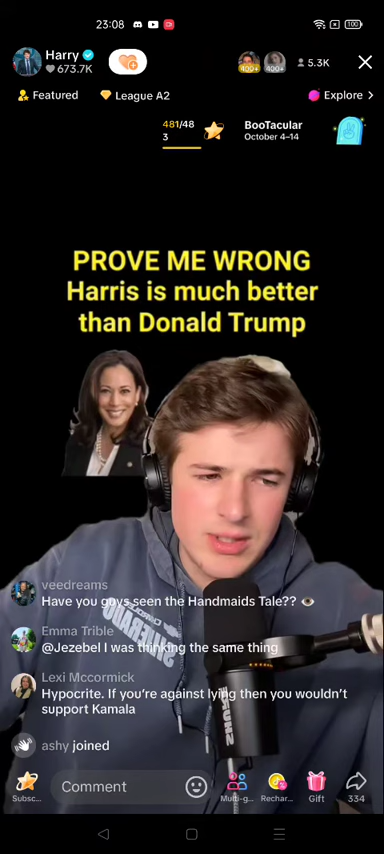 23:08
100
Harry
673.7K
400+
400+
5.3K
Featured
League A2
Explore
481/48
3
BooTacular
October 4–14
PROVE ME WRONG
Harris is much better
than Donald Trump
veedreams
Have you guys seen the Handmaids Tale??
Emma Trible
@Jezebel I was thinking the same thing
Lexi Mccormick
Hypocrite. If you're against lying then you wouldn't
support Kamala
ashy joined
Comment
Subsc...
Multi-g...
Rechar...
Gift
334